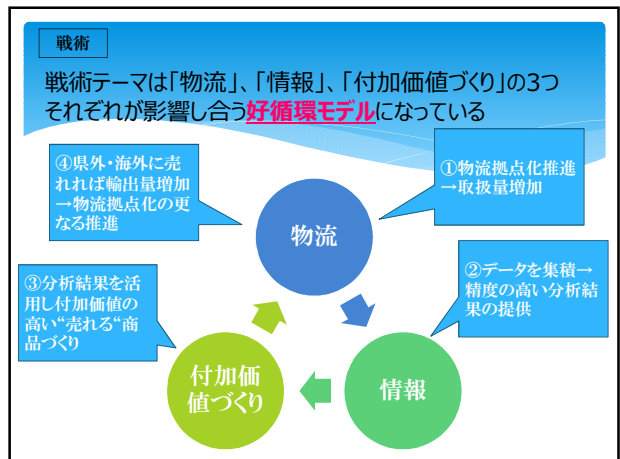 戦術
戦術テーマは「物流」、「情報」、「付加価値づくり」の3つ
それぞれが影響し合う好循環モデルになっている
④県外・海外に売
れれば輸出量増加
→物流拠点化の更
なる推進
①物流拠点化推進
→取扱量増加
物流
③分析結果を活
用し付加価値の
高い“売れる“商
品づくり
②データを集積→
精度の高い分析結
果の提供
付加価
値づくり
情報